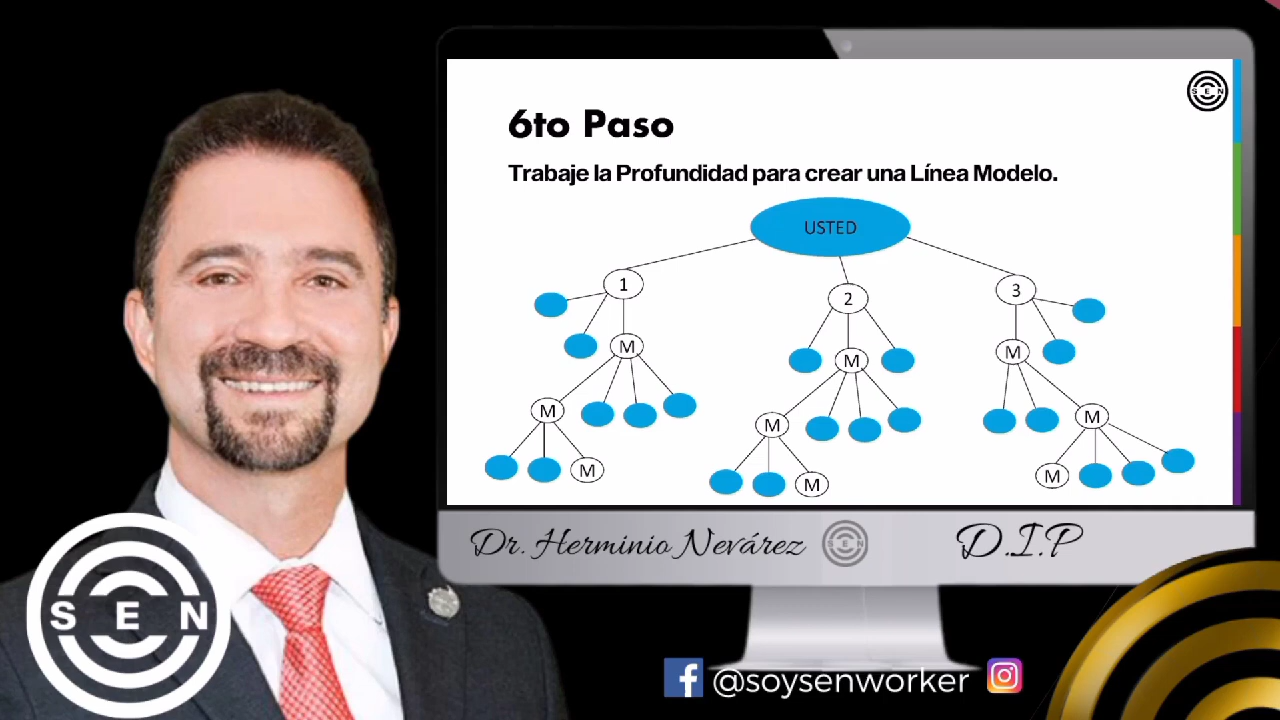 SEN
6to Paso
Trabaje la Profundidad para crear una Línea Modelo.
USTED
1
2
3
M
M
M
M
M
M
M
M
M
Dr. Herminio Nevárez
SEN
D.I.P
SEN
@soysenworker